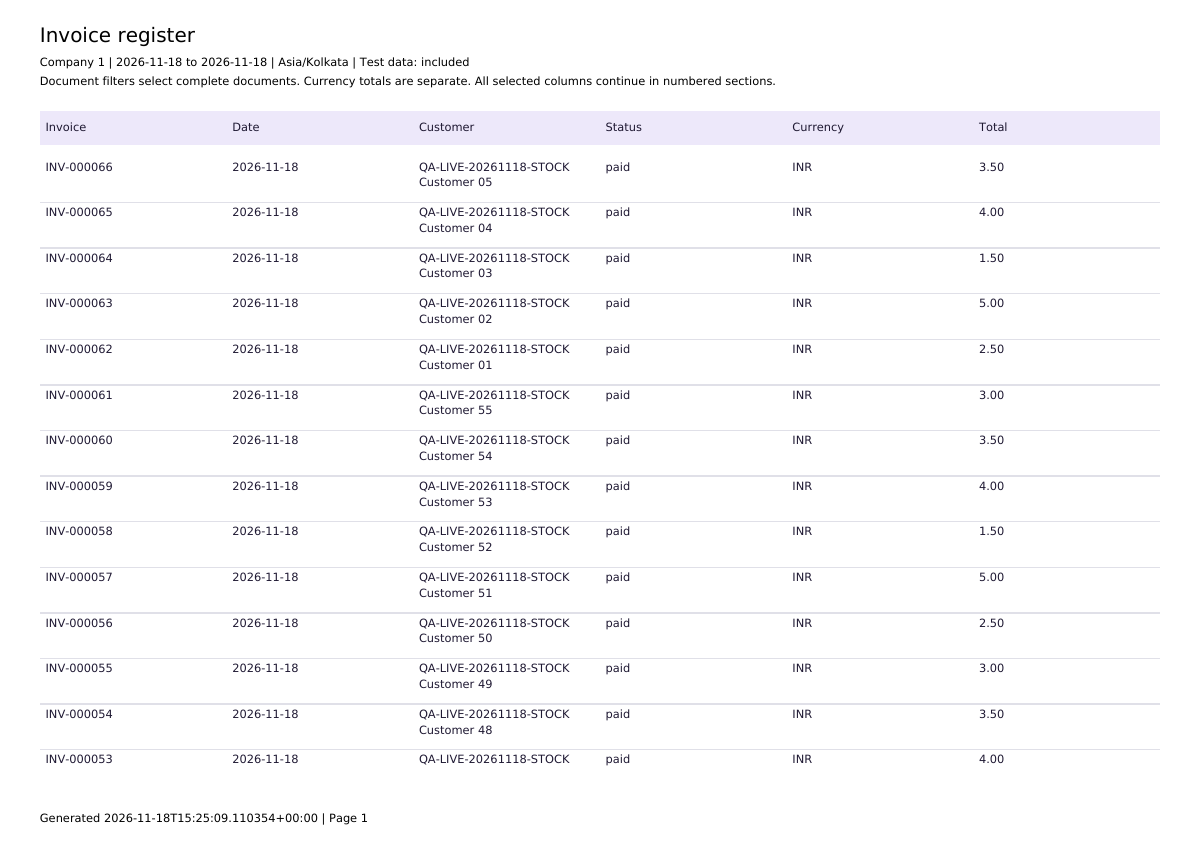 Invoice register
Company 1 | 2026-11-18 to 2026-11-18 | Asia/Kolkata | Test data: included
Document filters select complete documents. Currency totals are separate. All selected columns continue in numbered sections.
Invoice Date Customer Status Currency Total
INV-000066 2026-11-18 QA-LIVE-20261118-STOCK paid INR 3.50
Customer 05
INV-000065 2026-11-18 QA-LIVE-20261118-STOCK paid INR 4.00
Customer 04
INV-000064 2026-11-18 QA-LIVE-20261118-STOCK paid INR 1.50
Customer 03
INV-000063 2026-11-18 QA-LIVE-20261118-STOCK paid INR 5.00
Customer 02
INV-000062 2026-11-18 QA-LIVE-20261118-STOCK paid INR 2.50
Customer 01
INV-000061 2026-11-18 QA-LIVE-20261118-STOCK paid INR 3.00
Customer 55
INV-000060 2026-11-18 QA-LIVE-20261118-STOCK paid INR 3.50
Customer 54
INV-000059 2026-11-18 QA-LIVE-20261118-STOCK paid INR 4.00
Customer 53
INV-000058 2026-11-18 QA-LIVE-20261118-STOCK paid INR 1.50
Customer 52
INV-000057 2026-11-18 QA-LIVE-20261118-STOCK paid INR 5.00
Customer 51
INV-000056 2026-11-18 QA-LIVE-20261118-STOCK paid INR 2.50
Customer 50
INV-000055 2026-11-18 QA-LIVE-20261118-STOCK paid INR 3.00
Customer 49
INV-000054 2026-11-18 QA-LIVE-20261118-STOCK paid INR 3.50
Customer 48
INV-000053 2026-11-18 QA-LIVE-20261118-STOCK paid INR 4.00
Generated 2026-11-18T15:25:09.110354+00:00 | Page 1